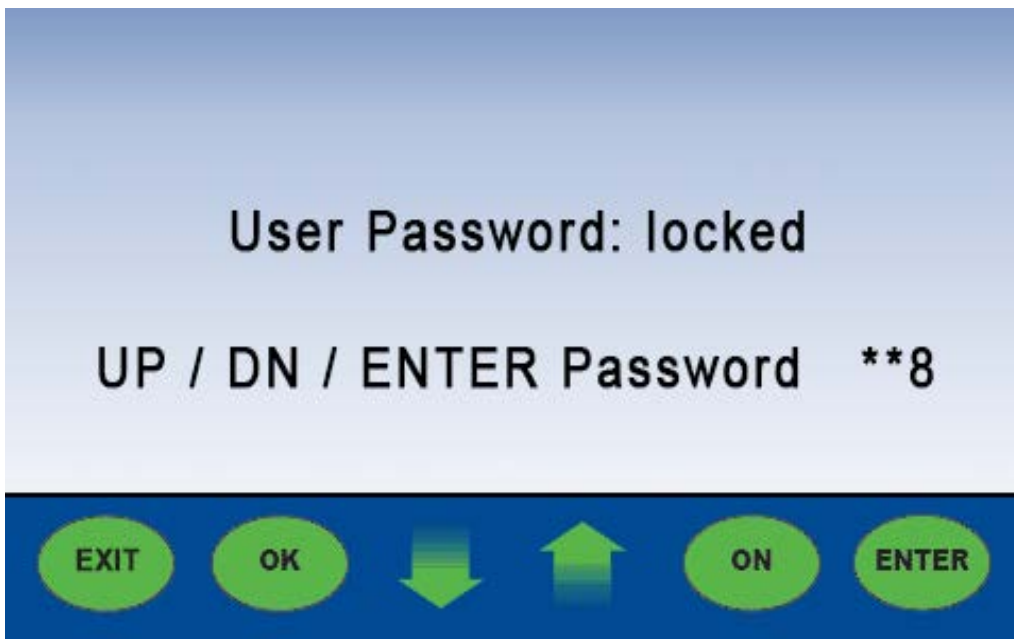 User Password: locked
UP / DN / ENTER Password **8
EXIT OK ON ENTER